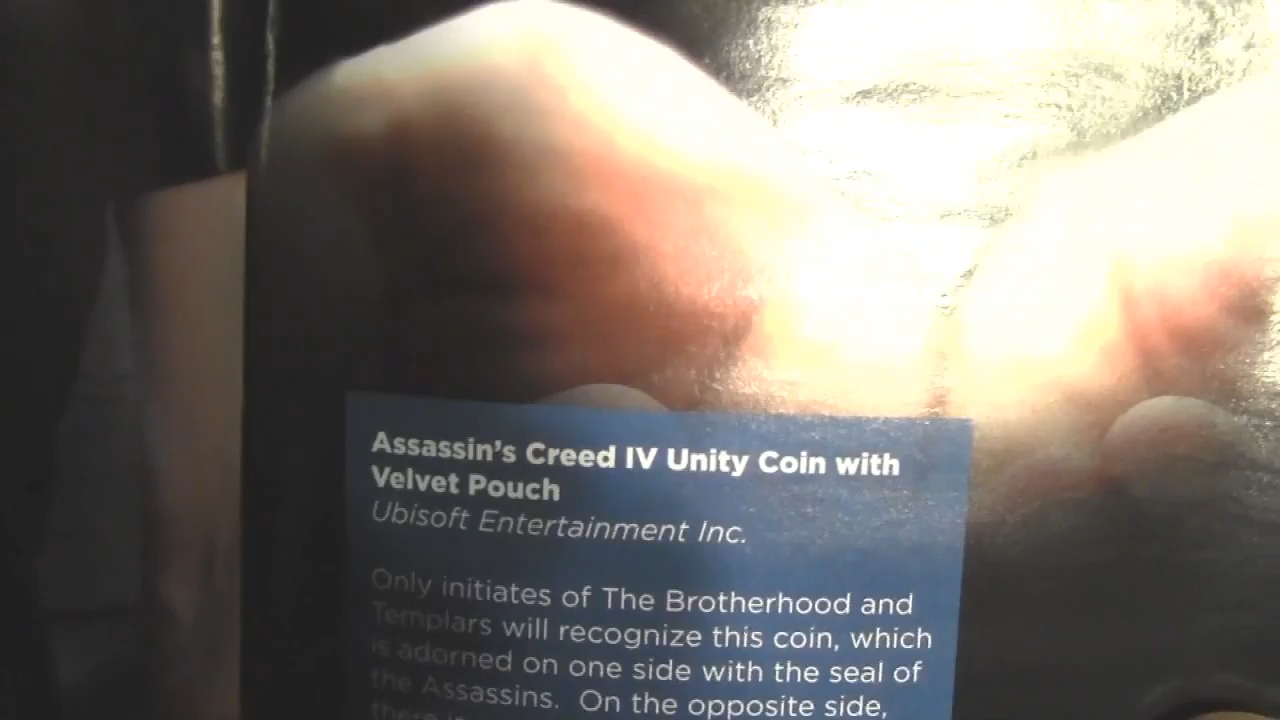 Assassin's Creed IV Unity Coin with
Velvet Pouch
Ubisoft Entertainment Inc.
Only initiates of The Brotherhood and
Templars will recognize this coin, which
is adorned on one side with the seal of
the Assassins. On the opposite side,
there